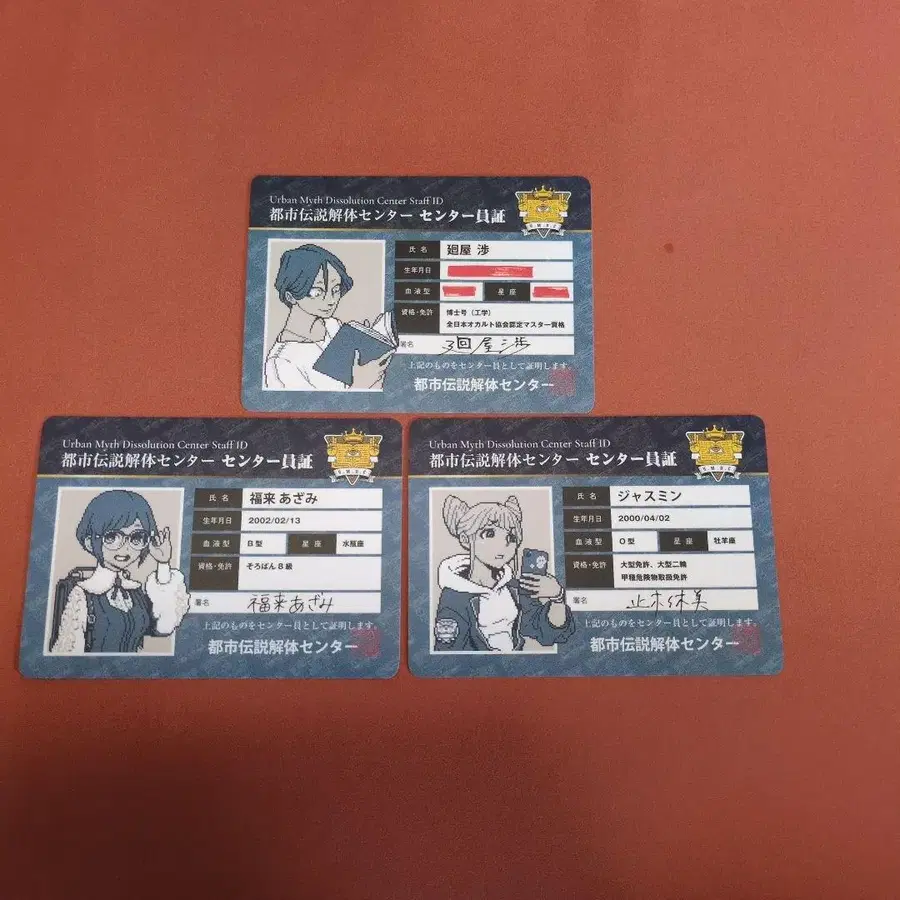 Urban Myth Dissolution Center Staff ID
都市伝説解体センター センター員証
U.M.D.C
氏名 廻屋 渉
生年月日
血液型 星座
資格・免許 博士号(工学)
全日本オカルト協会認定マスター資格
署名 廻屋渉
上記のものをセンター員として証明します。
都市伝説解体センター
Urban Myth Dissolution Center Staff ID
都市伝説解体センター センター員証
U.M.D.C
氏名 福来 あざみ
生年月日 2002/02/13
血液型 B型 星座 水瓶座
資格・免許 そろばん8級
署名 福来あざみ
上記のものをセンター員として証明します。
都市伝説解体センター
Urban Myth Dissolution Center Staff ID
都市伝説解体センター センター員証
U.M.D.C
氏名 ジャスミン
生年月日 2000/04/02
血液型 O型 星座 牡羊座
資格・免許 大型免許、大型二輪
甲種危険物取扱免許
署名 止木休美
上記のものをセンター員として証明します。
都市伝説解体センター